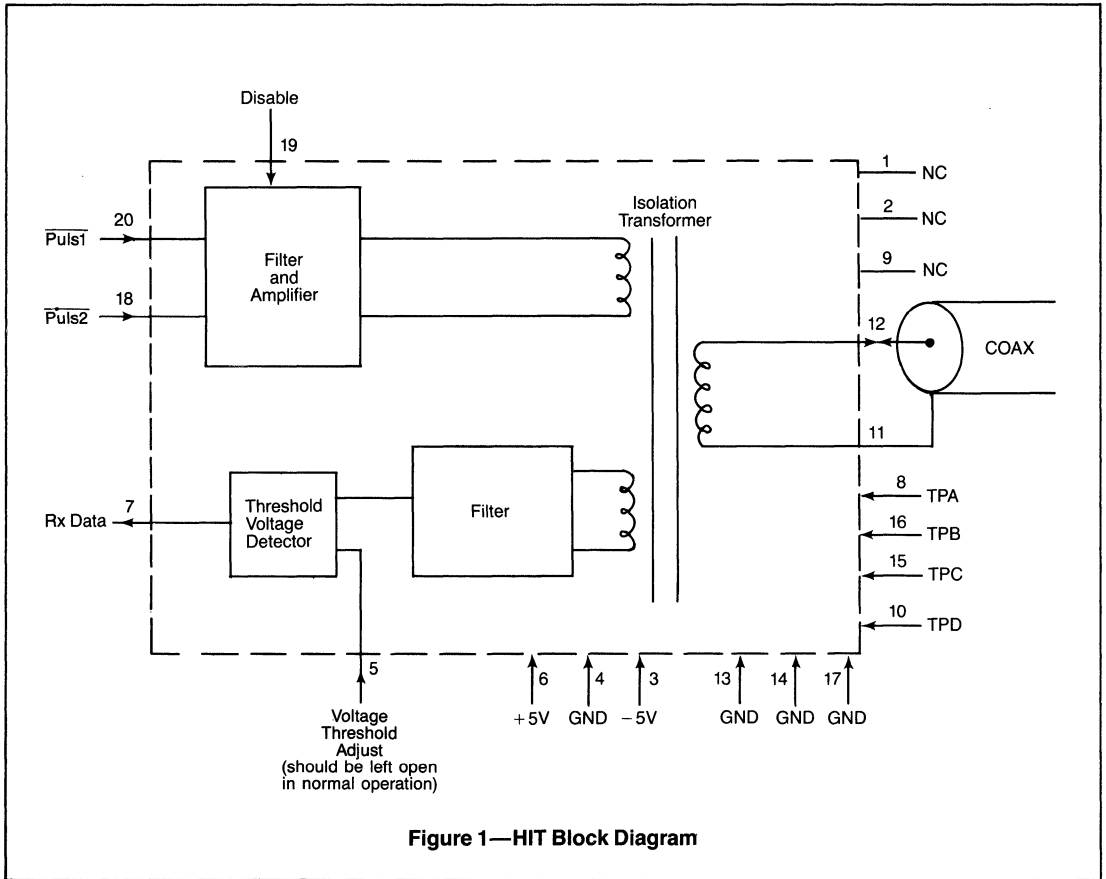 Disable
19
1
NC
Isolation
Transformer
2
NC
20
Puls1
Filter
and
Amplifier
9
NC
18
Puls2
12
COAX
11
8
TPA
7
Rx Data
Threshold
Voltage
Detector
Filter
16
TPB
15
TPC
10
TPD
5
6
4
3
13
14
17
Voltage
Threshold
Adjust
(should be left open
in normal operation)
+5V
GND
−5V
GND
GND
GND
Figure 1—HIT Block Diagram